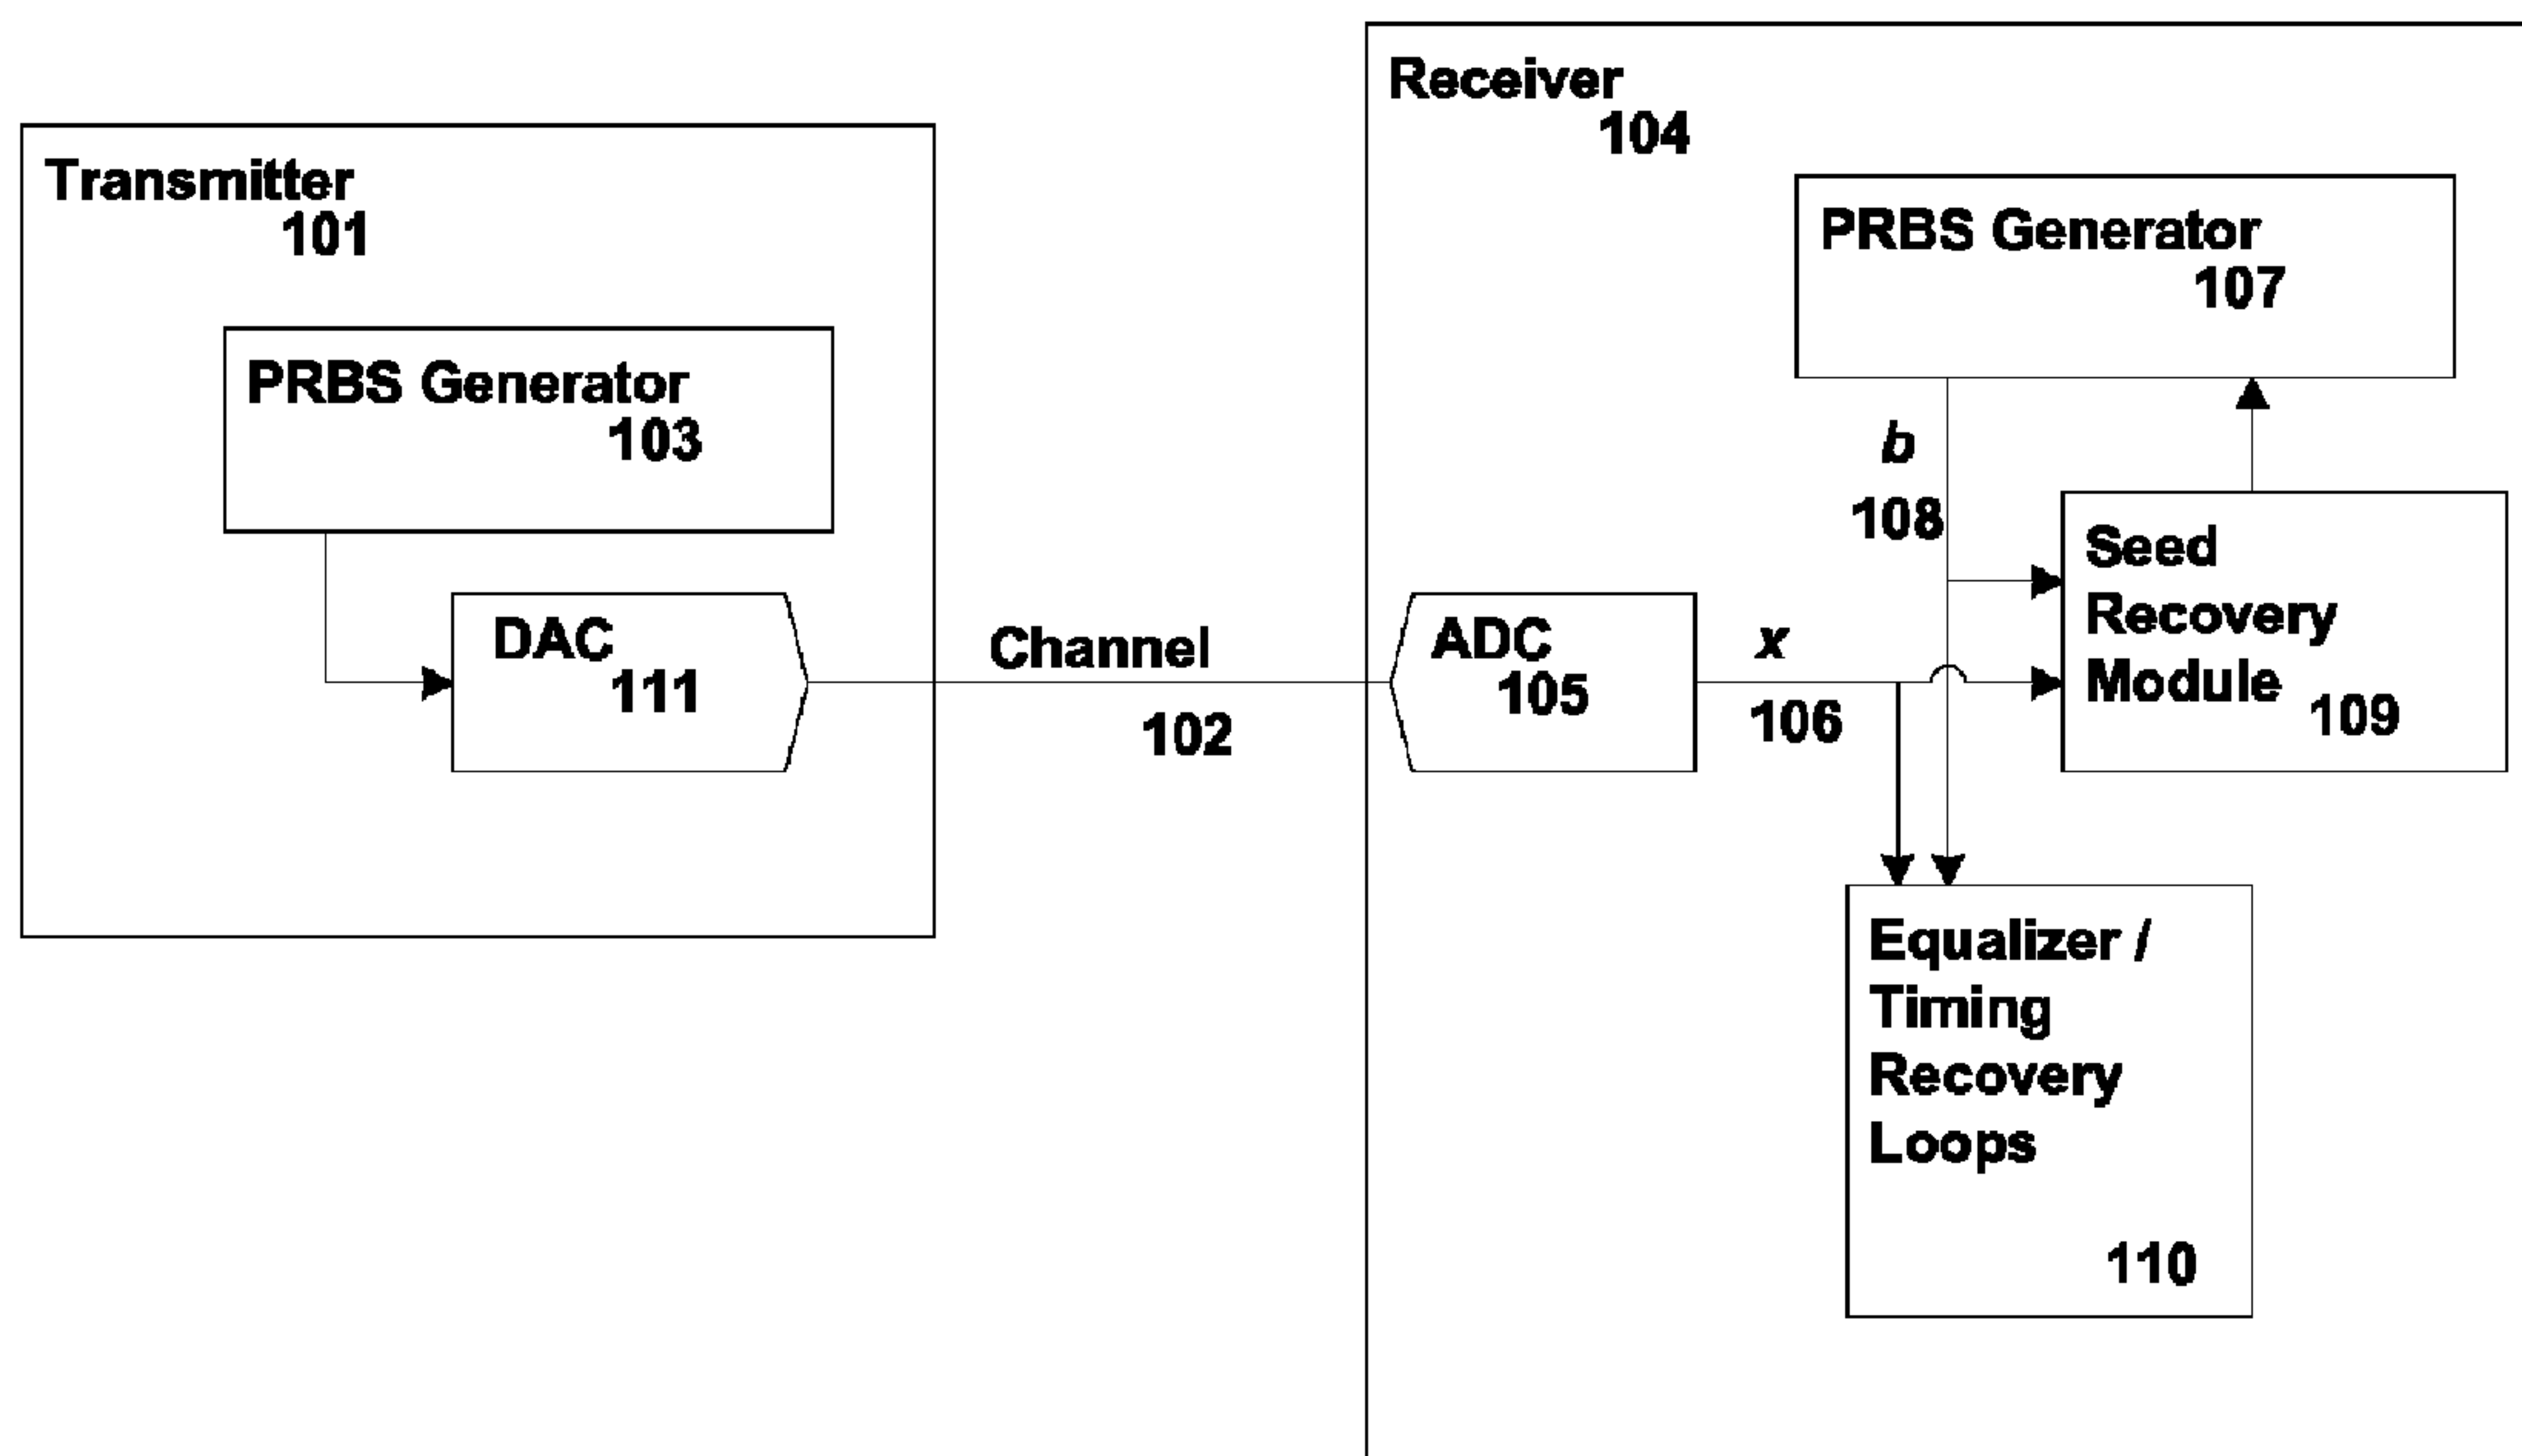 Transmitter
101
PRBS Generator
103
DAC
111
Channel
102
Receiver
104
PRBS Generator
107
b
108
ADC
105
x
106
Seed
Recovery
Module
109
Equalizer /
Timing
Recovery
Loops
110